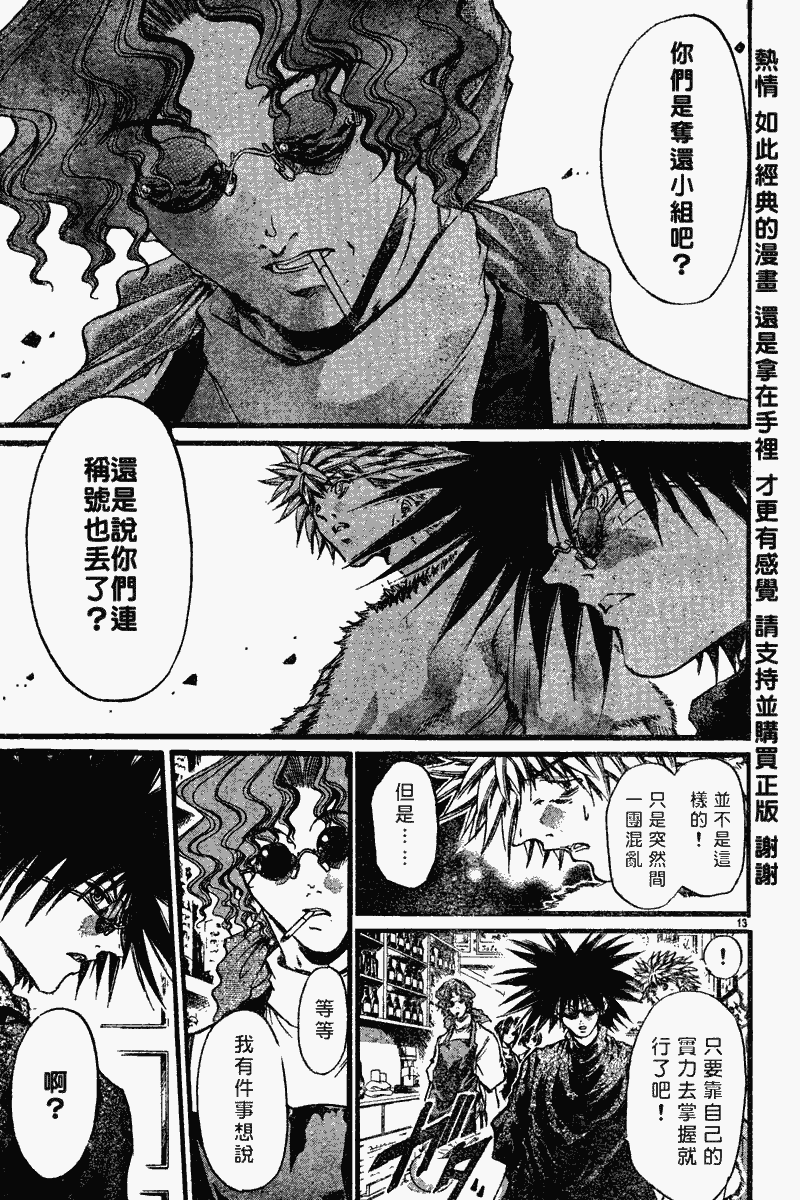 你們是奪還小組吧？
還是說你們連
稱號也丟了？
並不是這
樣的！
只是突然間
一團混亂
但是……
！
只要靠自己的
實力去掌握就
行了吧！
等等
我有件事想說
啊？
13
熱情 如此經典的漫畫 還是拿在手裡 才更有感覺 請支持並購買正版 謝謝